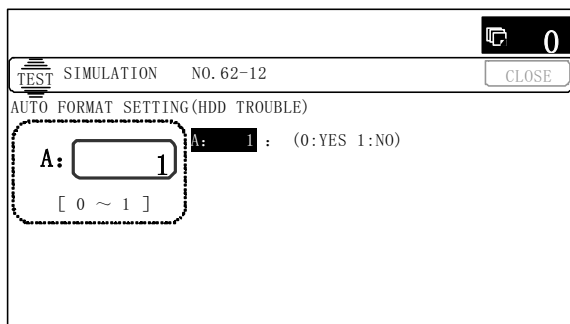 0
TEST SIMULATION NO.62-12 CLOSE
AUTO FORMAT SETTING(HDD TROUBLE)
A: 1 : (0:YES 1:NO)
A: 1
[ 0 ～ 1 ]